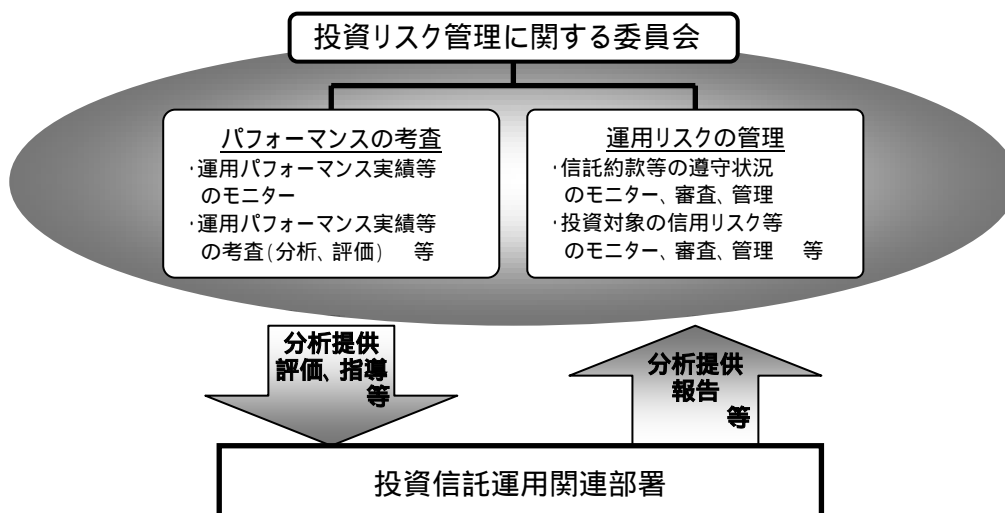 投資リスク管理に関する委員会
パフォーマンスの考査
・運用パフォーマンス実績等
のモニター
・運用パフォーマンス実績等
の考査(分析、評価) 等
運用リスクの管理
・信託約款等の遵守状況
のモニター、審査、管理
・投資対象の信用リスク等
のモニター、審査、管理 等
分析提供
評価、指導
等
分析提供
報告
等
投資信託運用関連部署